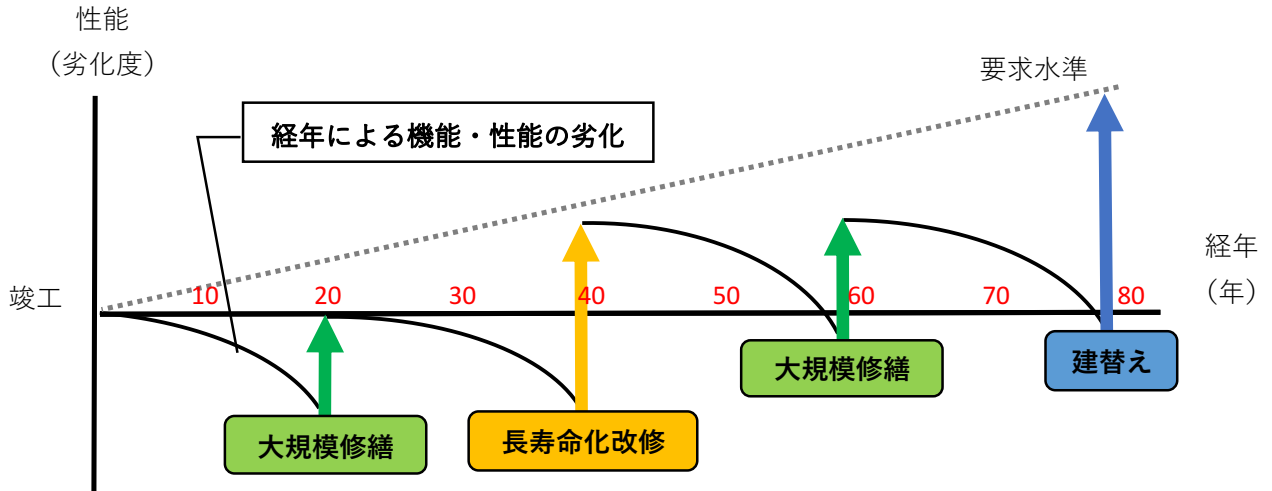 性能
（劣化度）
要求水準
経年による機能・性能の劣化
経年
（年）
竣工
10
20
30
40
50
60
70
80
大規模修繕
長寿命化改修
大規模修繕
建替え